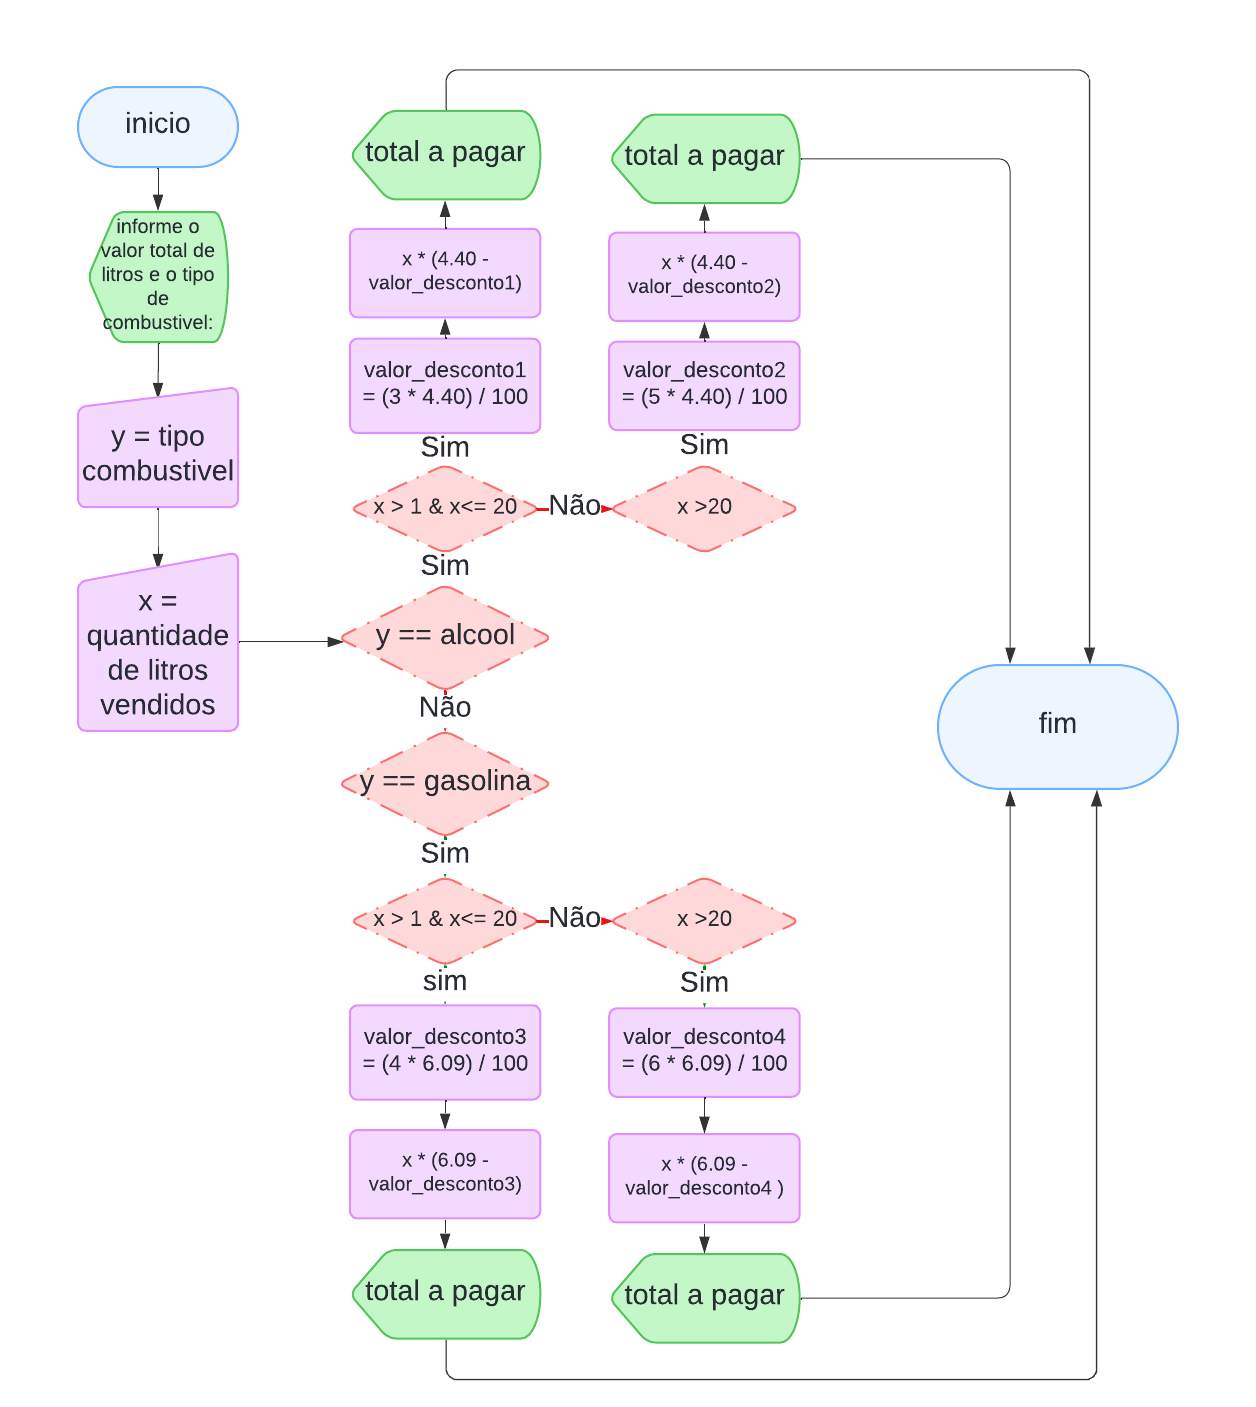 inicio
informe o
valor total de
litros e o tipo
de
combustivel:
y = tipo
combustivel
x =
quantidade
de litros
vendidos
total a pagar
x * (4.40 -
valor_desconto1)
valor_desconto1
= (3 * 4.40) / 100
Sim
x > 1 & x<= 20
Não
Sim
y == alcool
Não
y == gasolina
Sim
x > 1 & x<= 20
Não
sim
valor_desconto3
= (4 * 6.09) / 100
x * (6.09 -
valor_desconto3)
total a pagar
total a pagar
x * (4.40 -
valor_desconto2)
valor_desconto2
= (5 * 4.40) / 100
Sim
x >20
x >20
Sim
valor_desconto4
= (6 * 6.09) / 100
x * (6.09 -
valor_desconto4 )
total a pagar
fim